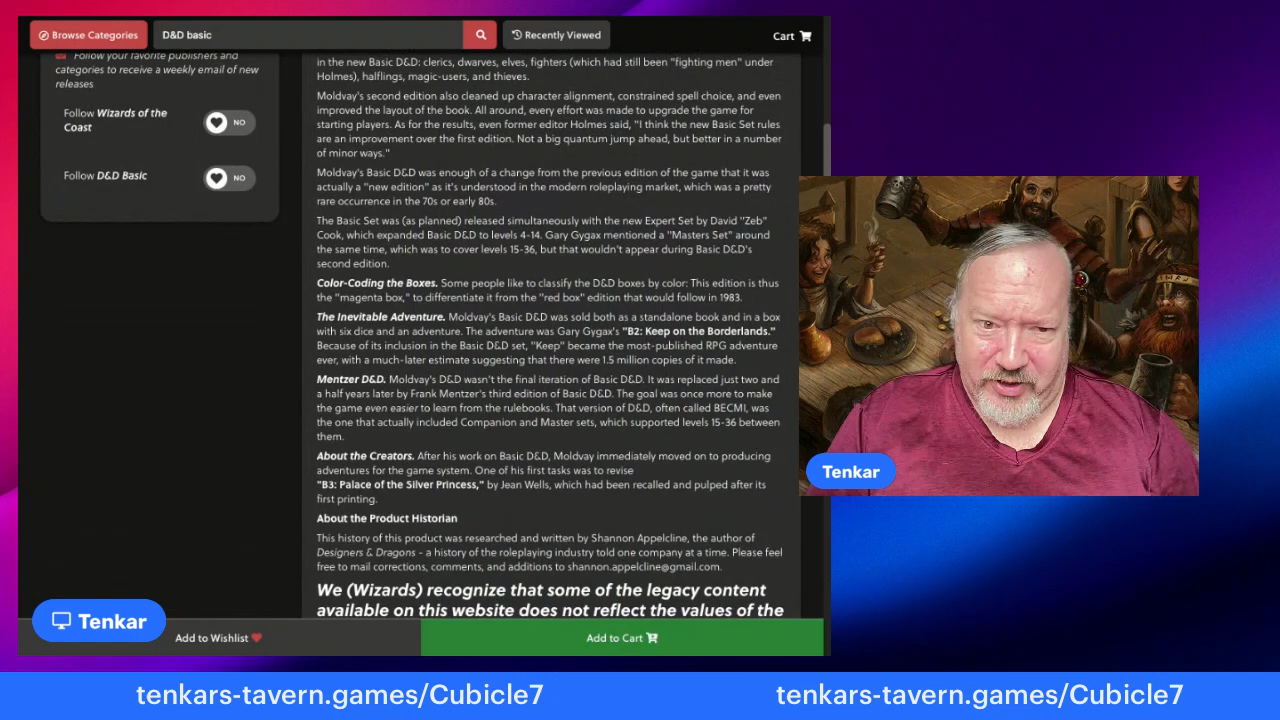 Browse Categories
D&D basic
Recently Viewed
Cart
Follow your favorite publishers and
categories to receive a weekly email of new
releases
Follow Wizards of the
Coast
NO
Follow D&D Basic
NO
in the new Basic D&D: clerics, dwarves, elves, fighters (which had still been "fighting men" under
Holmes), halflings, magic-users, and thieves.
Moldvay's second edition also cleaned up character alignment, constrained spell choice, and even
improved the layout of the book. All around, every effort was made to upgrade the game for
starting players. As for the results, even former editor Holmes said, "I think the new Basic Set rules
are an improvement over the first edition. Not a big quantum jump ahead, but better in a number
of minor ways."
Moldvay's Basic D&D was enough of a change from the previous edition of the game that it was
actually a "new edition" as it's understood in the modern roleplaying market, which was a pretty
rare occurrence in the 70s or early 80s.
The Basic Set was (as planned) released simultaneously with the new Expert Set by David "Zeb"
Cook, which expanded Basic D&D to levels 4-14. Gary Gygax mentioned a "Masters Set" around
the same time, which was to cover levels 15-36, but that wouldn't appear during Basic D&D's
second edition.
Color-Coding the Boxes. Some people like to classify the D&D boxes by color: This edition is thus
the "magenta box," to differentiate it from the "red box" edition that would follow in 1983.
The Inevitable Adventure. Moldvay's Basic D&D was sold both as a standalone book and in a box
with six dice and an adventure. The adventure was Gary Gygax's "B2: Keep on the Borderlands."
Because of its inclusion in the Basic D&D set, "Keep" became the most-published RPG adventure
ever, with a much-later estimate suggesting that there were 1.5 million copies of it made.
Mentzer D&D. Moldvay's D&D wasn't the final iteration of Basic D&D. It was replaced just two and
a half years later by Frank Mentzer's third edition of Basic D&D. The goal was once more to make
the game even easier to learn from the rulebooks. That version of D&D, often called BECMI, was
the one that actually included Companion and Master sets, which supported levels 15-36 between
them.
About the Creators. After his work on Basic D&D, Moldvay immediately moved on to producing
adventures for the game system. One of his first tasks was to revise
"B3: Palace of the Silver Princess," by Jean Wells, which had been recalled and pulped after its
first printing.
About the Product Historian
This history of this product was researched and written by Shannon Appelcline, the author of
Designers & Dragons - a history of the roleplaying industry told one company at a time. Please feel
free to mail corrections, comments, and additions to shannon.appelcline@gmail.com.
We (Wizards) recognize that some of the legacy content
available on this website does not reflect the values of the
Tenkar
Tenkar
Add to Wishlist
Add to Cart
tenkars-tavern.games/Cubicle7
tenkars-tavern.games/Cubicle7